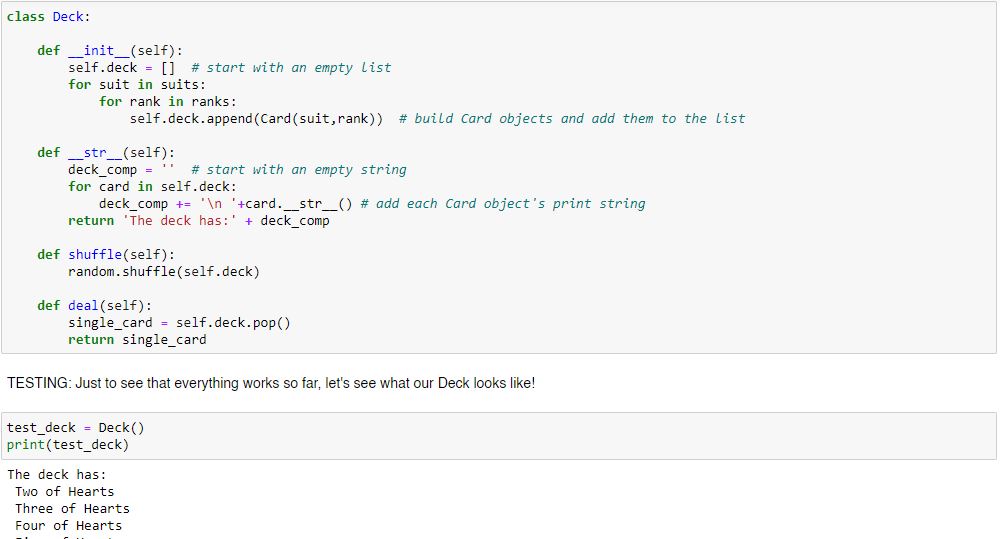 class Deck:
    def __init__(self):
        self.deck = []  # start with an empty list
        for suit in suits:
            for rank in ranks:
                self.deck.append(Card(suit,rank))  # build Card objects and add them to the list
    def __str__(self):
        deck_comp = ''  # start with an empty string
        for card in self.deck:
            deck_comp += '\n '+card.__str__() # add each Card object's print string
        return 'The deck has:' + deck_comp
    def shuffle(self):
        random.shuffle(self.deck)
    def deal(self):
        single_card = self.deck.pop()
        return single_card
TESTING: Just to see that everything works so far, let's see what our Deck looks like!
test_deck = Deck()
print(test_deck)
The deck has:
 Two of Hearts
 Three of Hearts
 Four of Hearts